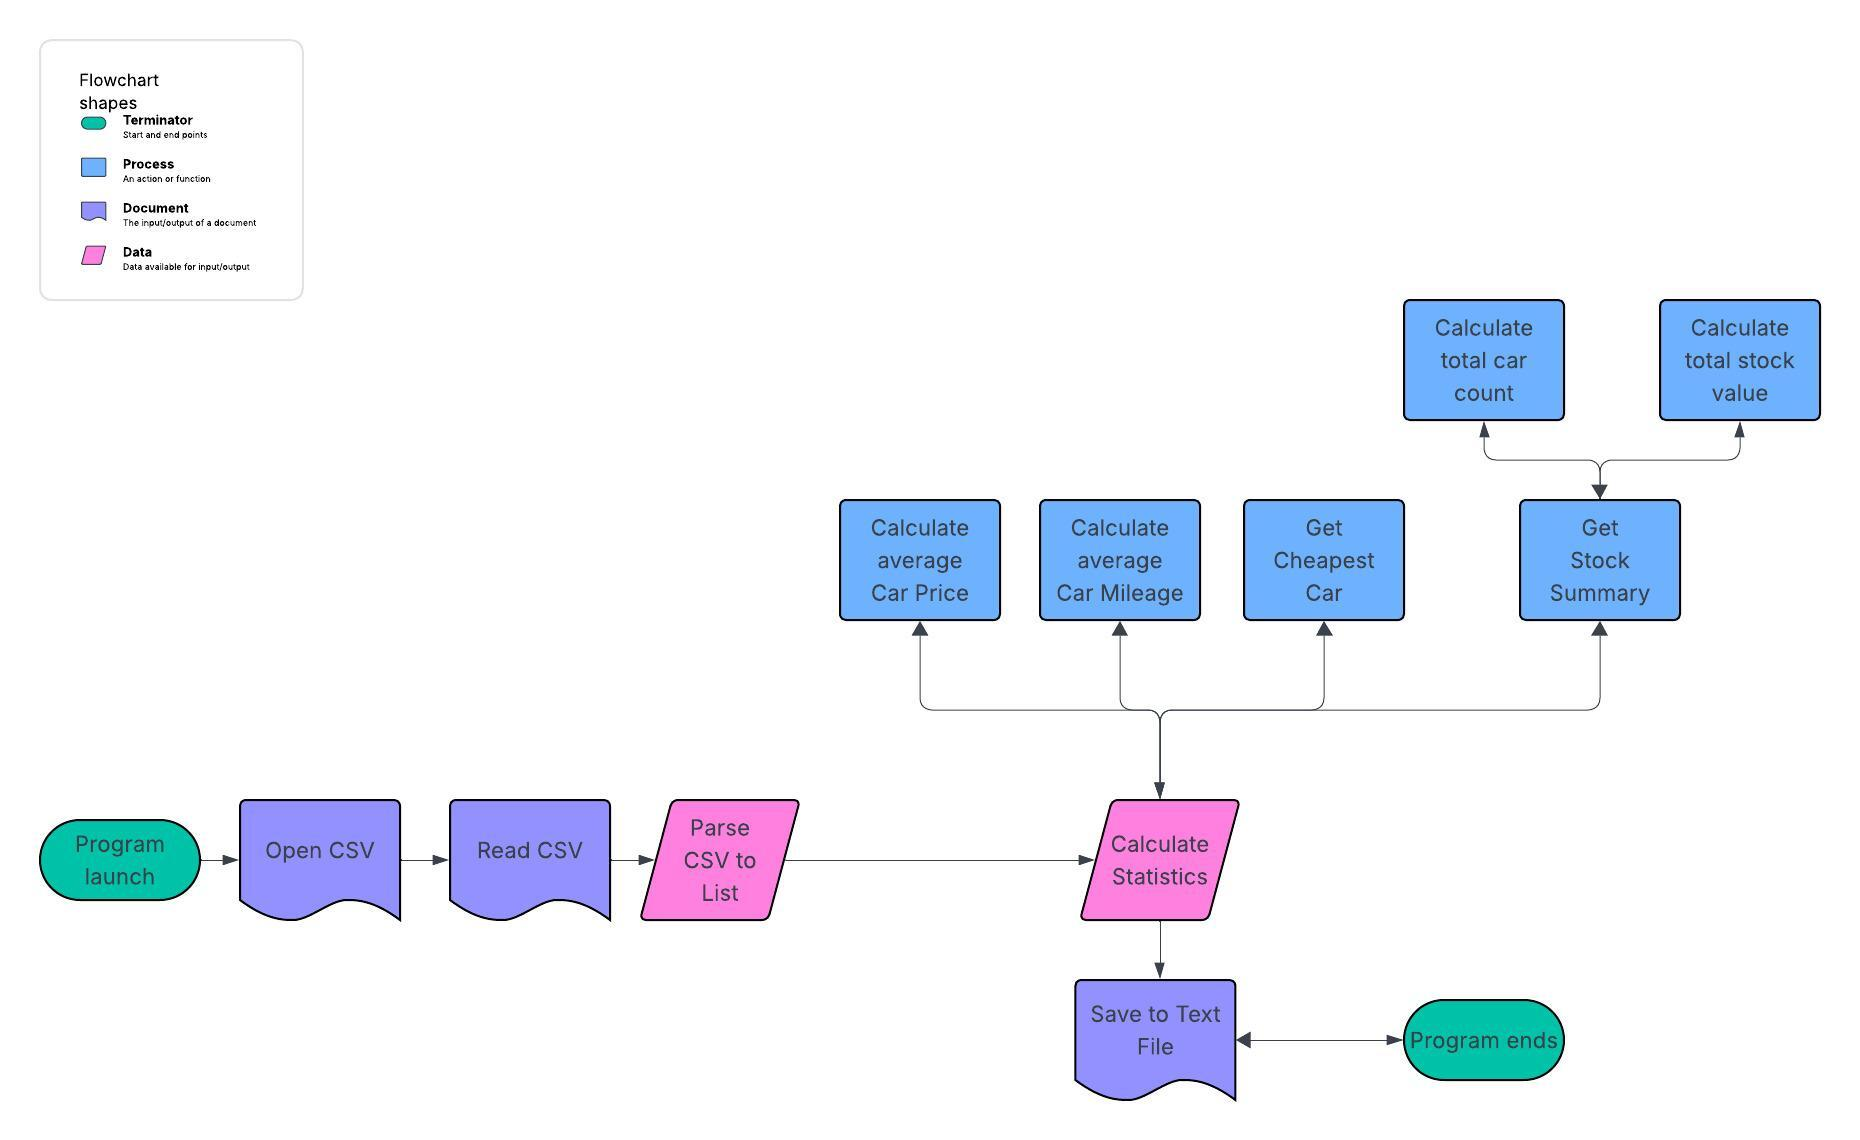 Flowchart
shapes
Terminator
Start and end points
Process
An action or function
Document
The input/output of a document
Data
Data available for input/output
Calculate
total car
count
Calculate
total stock
value
Calculate
average
Car Price
Calculate
average
Car Mileage
Get
Cheapest
Car
Get
Stock
Summary
Program
launch
Open CSV
Read CSV
Parse
CSV to
List
Calculate
Statistics
Save to Text
File
Program ends